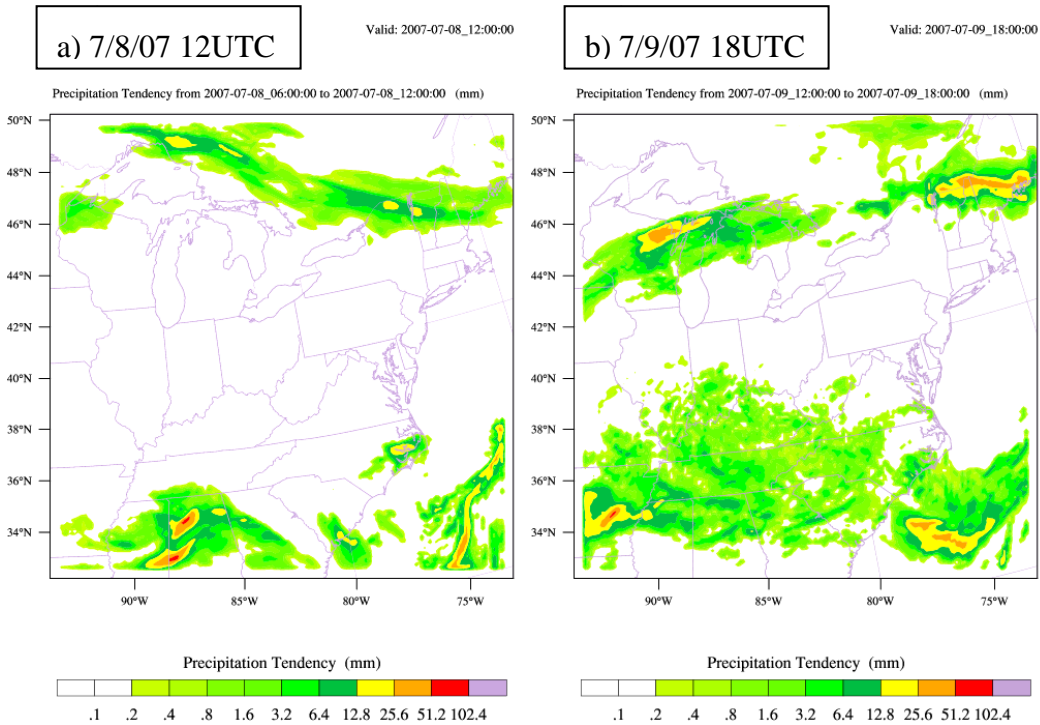 a) 7/8/07 12UTC
Valid: 2007-07-08_12:00:00
Precipitation Tendency from 2007-07-08_06:00:00 to 2007-07-08_12:00:00 (mm)
50°N
48°N
46°N
44°N
42°N
40°N
38°N
36°N
34°N
90°W 85°W 80°W 75°W
Precipitation Tendency (mm)
.1 .2 .4 .8 1.6 3.2 6.4 12.8 25.6 51.2 102.4
b) 7/9/07 18UTC
Valid: 2007-07-09_18:00:00
Precipitation Tendency from 2007-07-09_12:00:00 to 2007-07-09_18:00:00 (mm)
50°N
48°N
46°N
44°N
42°N
40°N
38°N
36°N
34°N
90°W 85°W 80°W 75°W
Precipitation Tendency (mm)
.1 .2 .4 .8 1.6 3.2 6.4 12.8 25.6 51.2 102.4